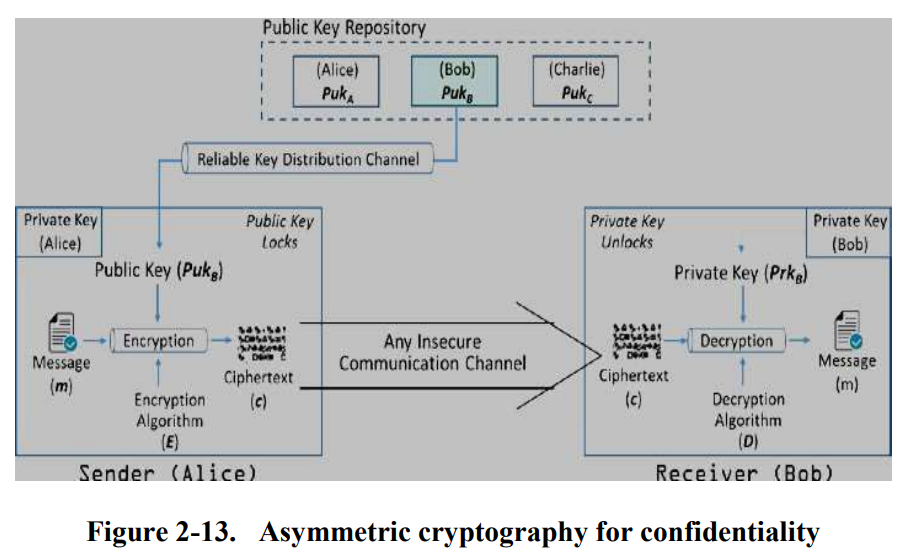 Public Key Repository
(Alice)
PukA
(Bob)
PukB
(Charlie)
PukC
Reliable Key Distribution Channel
Private Key
(Alice)
Public Key
Locks
Public Key (PukB)
Message
(m)
Encryption
Encryption
Algorithm
(E)
Ciphertext
(c)
Sender (Alice)
Any Insecure
Communication Channel
Private Key
Unlocks
Private Key
(Bob)
Private Key (PrkB)
Ciphertext
(c)
Decryption
Decryption
Algorithm
(D)
Message
(m)
Receiver (Bob)
Figure 2-13. Asymmetric cryptography for confidentiality